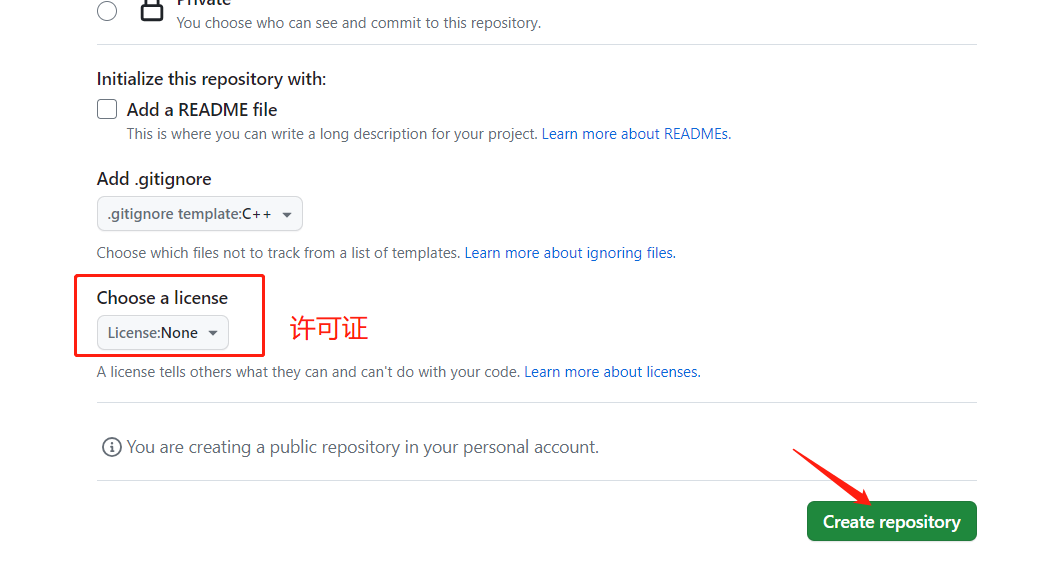 Private
You choose who can see and commit to this repository.
Initialize this repository with:
Add a README file
This is where you can write a long description for your project. Learn more about READMEs.
Add .gitignore
.gitignore template:C++
Choose which files not to track from a list of templates. Learn more about ignoring files.
Choose a license
License:None
许可证
A license tells others what they can and can't do with your code. Learn more about licenses.
You are creating a public repository in your personal account.
Create repository